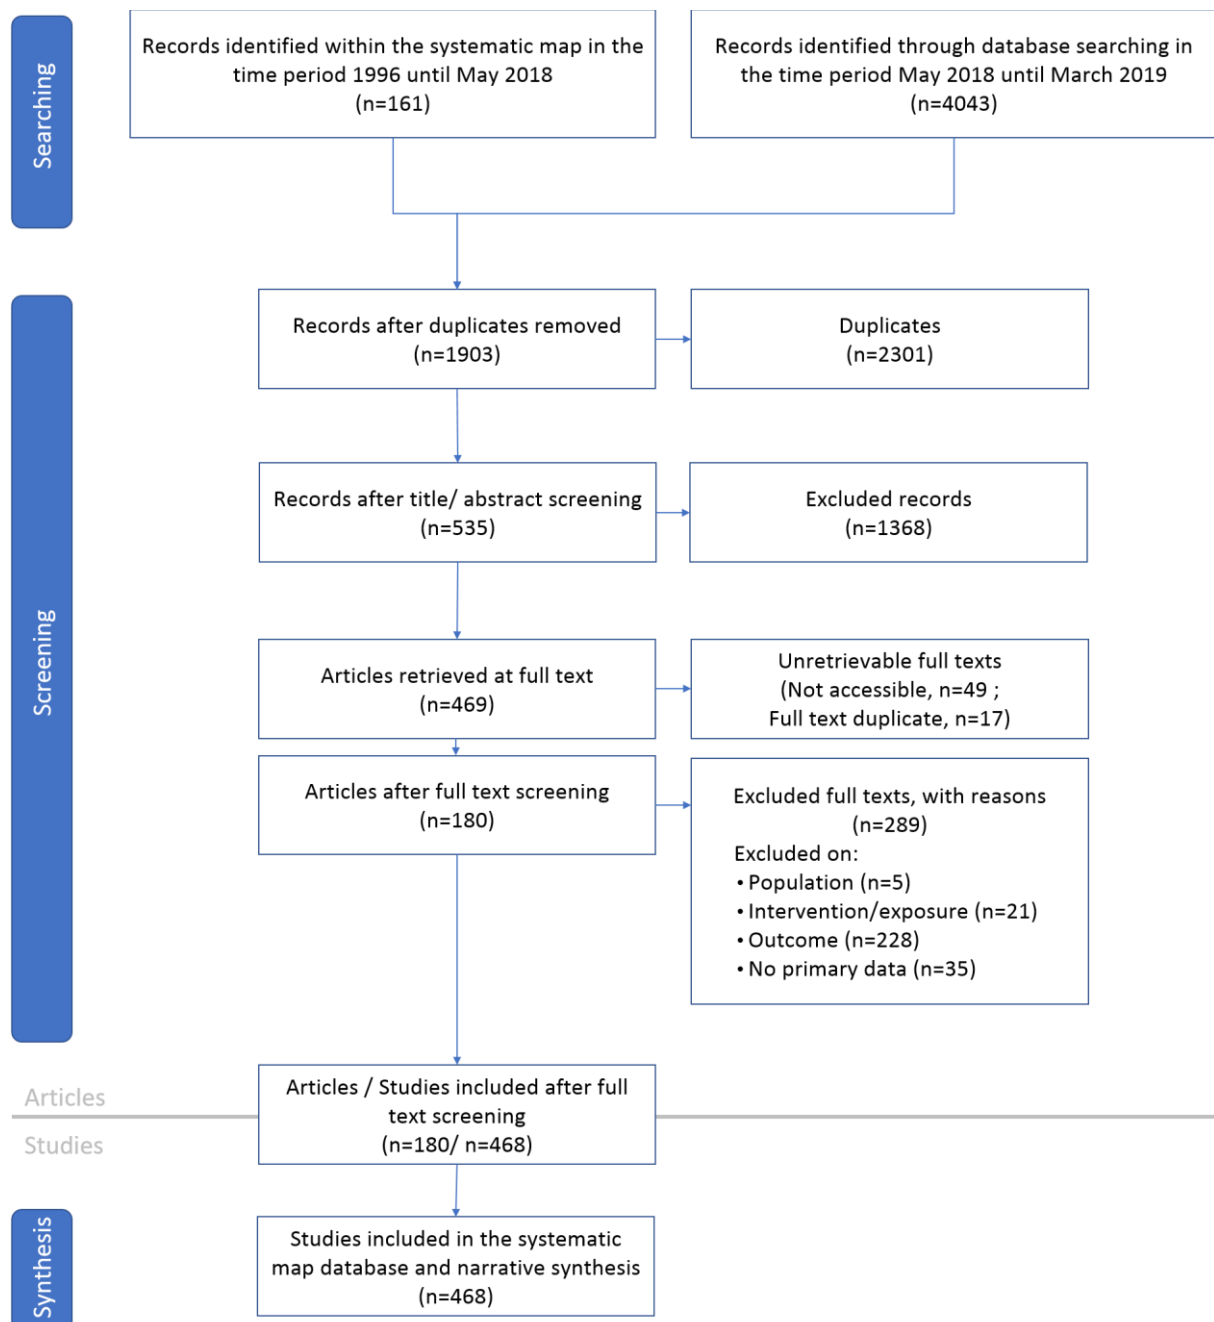 Searching
Records identified within the systematic map in the
time period 1996 until May 2018
(n=161)
Records identified through database searching in
the time period May 2018 until March 2019
(n=4043)
Screening
Records after duplicates removed
(n=1903)
Duplicates
(n=2301)
Records after title/ abstract screening
(n=535)
Excluded records
(n=1368)
Articles retrieved at full text
(n=469)
Unretrievable full texts
(Not accessible, n=49 ;
Full text duplicate, n=17)
Articles after full text screening
(n=180)
Excluded full texts, with reasons
(n=289)
Excluded on:
• Population (n=5)
• Intervention/exposure (n=21)
• Outcome (n=228)
• No primary data (n=35)
Articles
Studies
Articles / Studies included after full
text screening
(n=180/ n=468)
Synthesis
Studies included in the systematic
map database and narrative synthesis
(n=468)